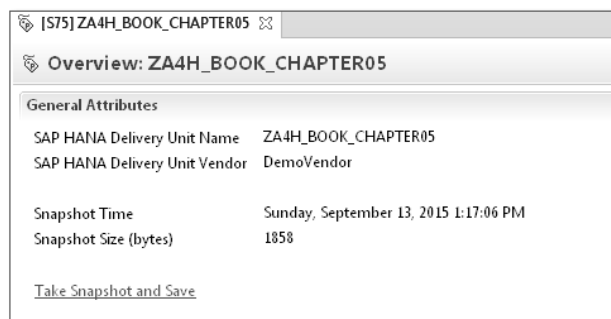 [S75] ZA4H_BOOK_CHAPTER05
Overview: ZA4H_BOOK_CHAPTER05
General Attributes
SAP HANA Delivery Unit Name ZA4H_BOOK_CHAPTER05
SAP HANA Delivery Unit Vendor DemoVendor
Snapshot Time Sunday, September 13, 2015 1:17:06 PM
Snapshot Size (bytes) 1858
Take Snapshot and Save